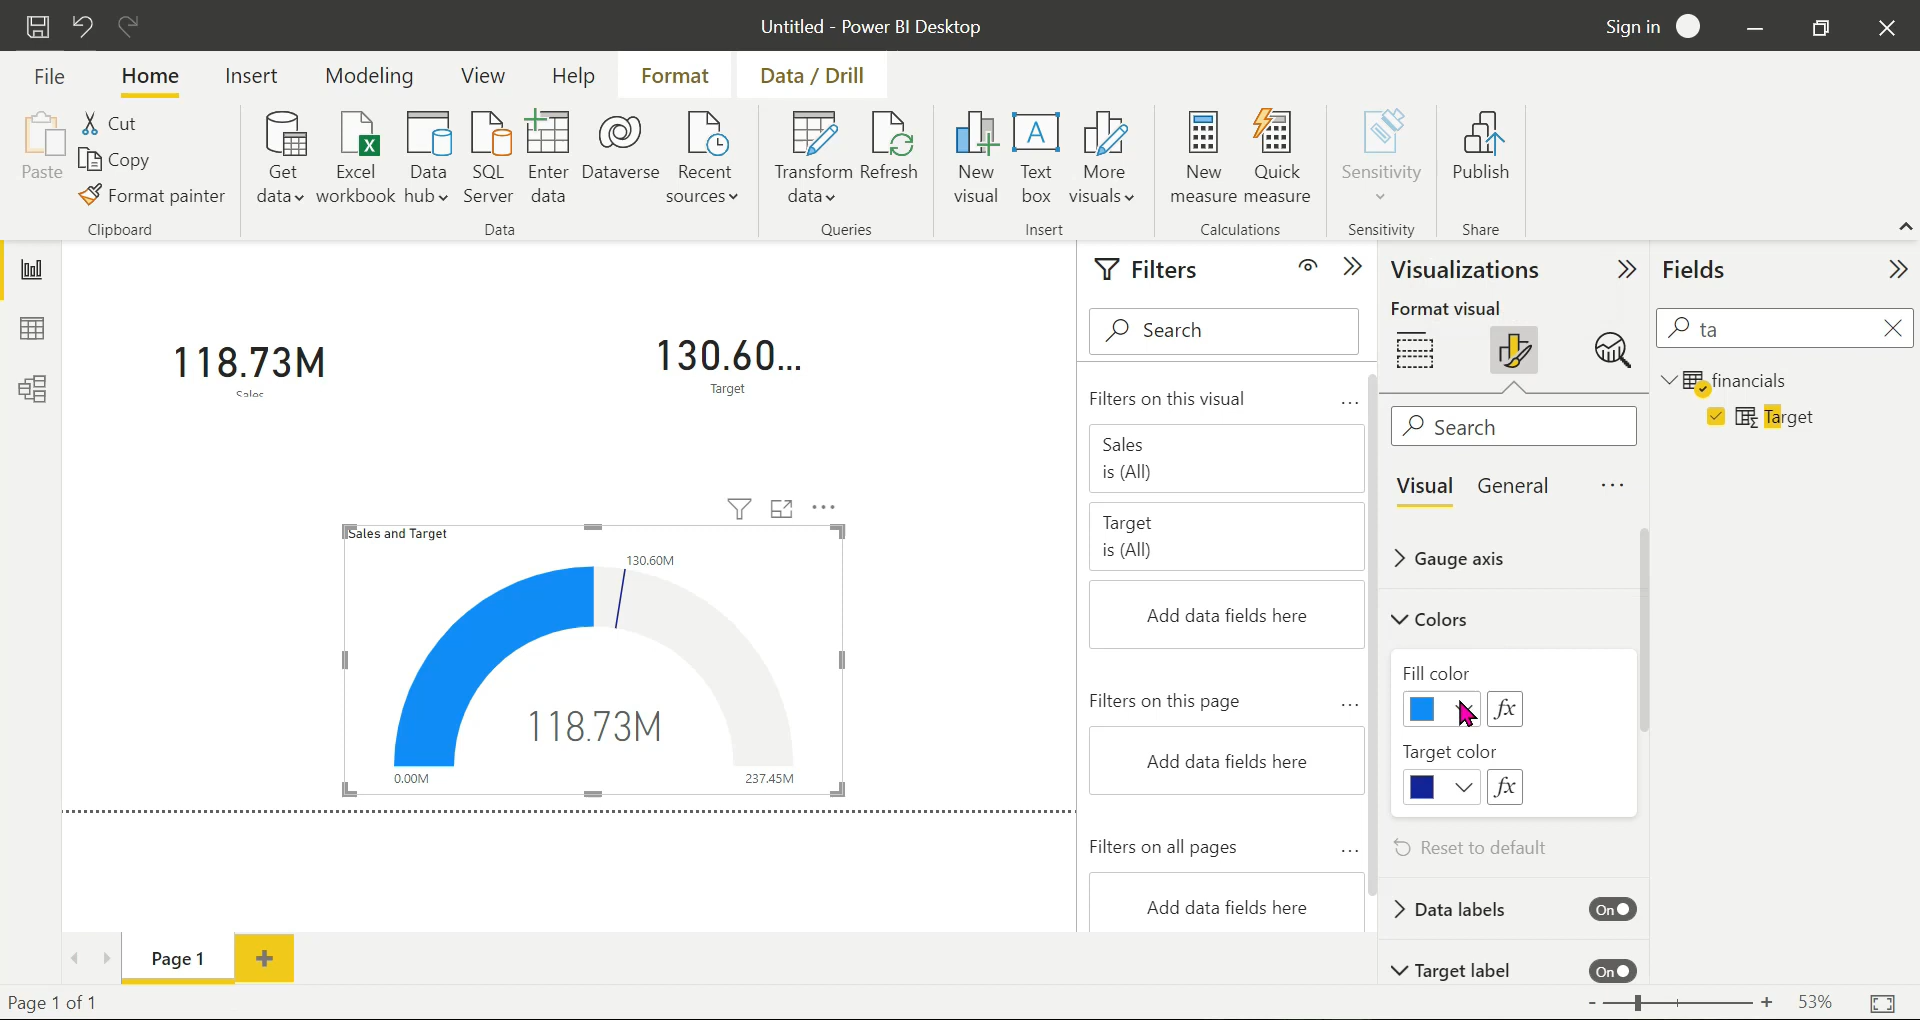 Untitled - Power BI Desktop
Sign in
File Home Insert Modeling View Help Format Data / Drill
Paste
Cut
Copy
Format painter
Get data
Excel workbook
Data hub
SQL Server
Enter data
Dataverse
Recent sources
Transform data
Refresh
New visual
Text box
More visuals
New measure
Quick measure
Sensitivity
Publish
Clipboard
Data
Queries
Insert
Calculations
Sensitivity
Share
118.73M
Sales
130.60...
Target
Sales and Target
130.60M
118.73M
0.00M
237.45M
Filters
Search
Filters on this visual ...
Sales
is (All)
Target
is (All)
Add data fields here
Filters on this page ...
Add data fields here
Filters on all pages ...
Add data fields here
Visualizations
Format visual
Search
Visual General ...
Gauge axis
Colors
Fill color
fx
Target color
fx
Reset to default
Data labels On
Target label On
Fields
ta
financials
Target
Page 1
Page 1 of 1
- + 53%